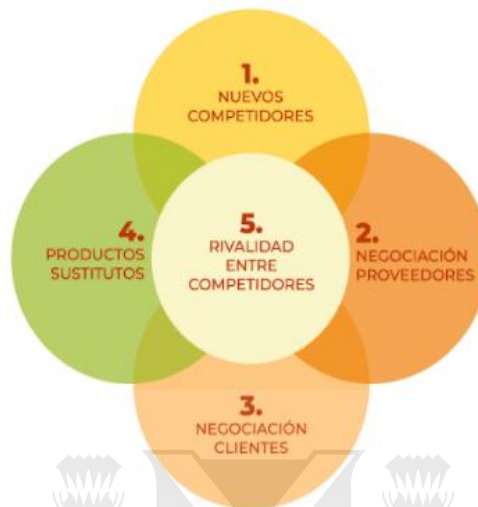 1.
NUEVOS
COMPETIDORES
4.
PRODUCTOS
SUSTITUTOS
5.
RIVALIDAD
ENTRE
COMPETIDORES
2.
NEGOCIACIÓN
PROVEEDORES
3.
NEGOCIACIÓN
CLIENTES